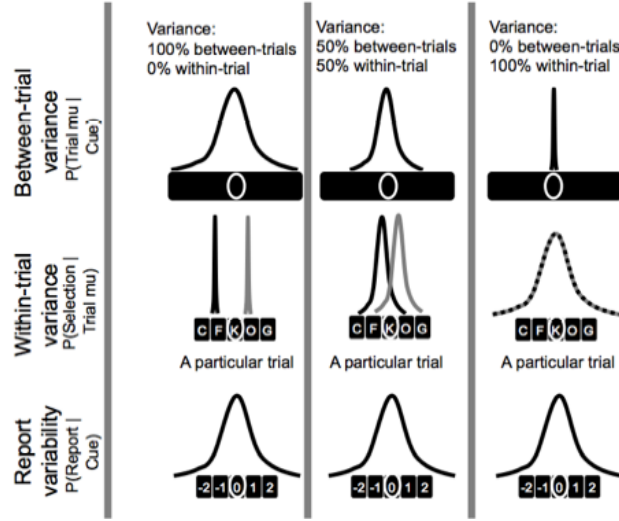 Variance:
100% between-trials
0% within-trial
Variance:
50% between-trials
50% within-trial
Variance:
0% between-trials
100% within-trial
Between-trial
variance
P(Trial mu |
Cue)
Within-trial
variance
P(Selection |
Trial mu)
C F K O G
C F K O G
C F K O G
A particular trial
A particular trial
A particular trial
Report
variability
P(Report |
Cue)
-2 -1 0 1 2
-2 -1 0 1 2
-2 -1 0 1 2